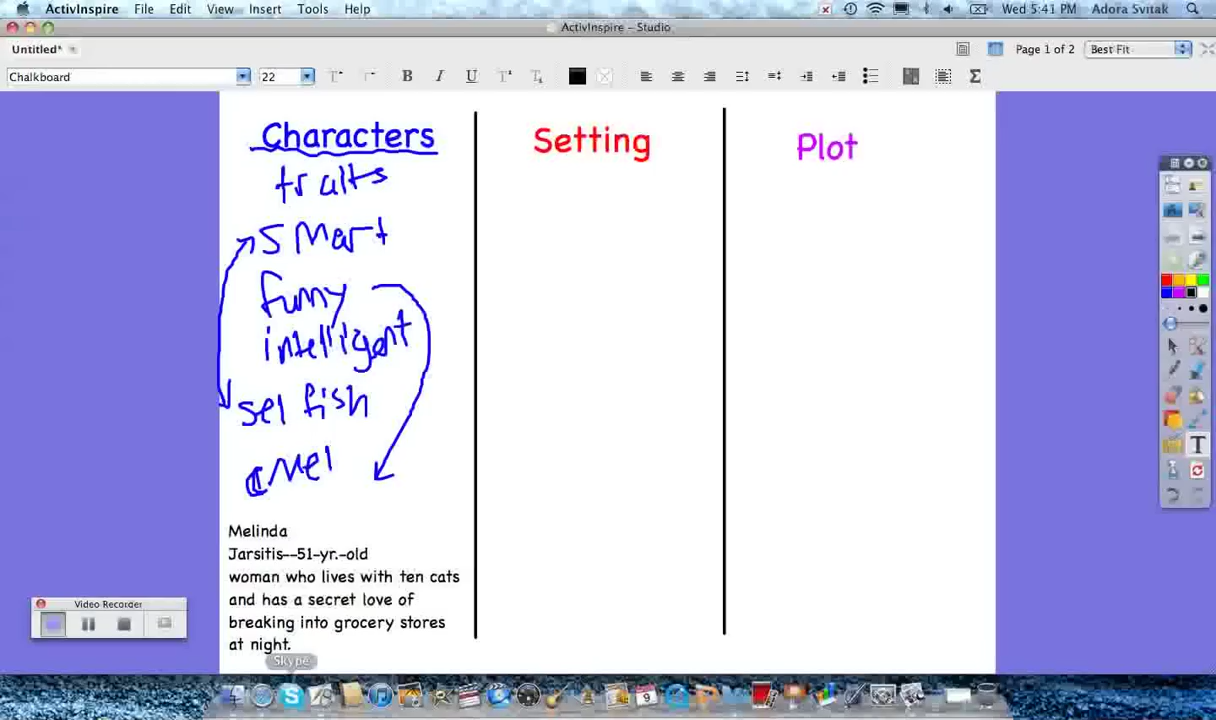 ActivInspire File Edit View Insert Tools Help Wed 5:41 PM Adora Svitak
ActivInspire – Studio
Untitled* Page 1 of 2 Best Fit
Chalkboard 22 B I U
Characters
traits
smart
funny
intelligent
selfish
cruel
Melinda
Jarsitis--51-yr.-old
woman who lives with ten cats
and has a secret love of
breaking into grocery stores
at night.
Setting
Plot
Video Recorder
Skype